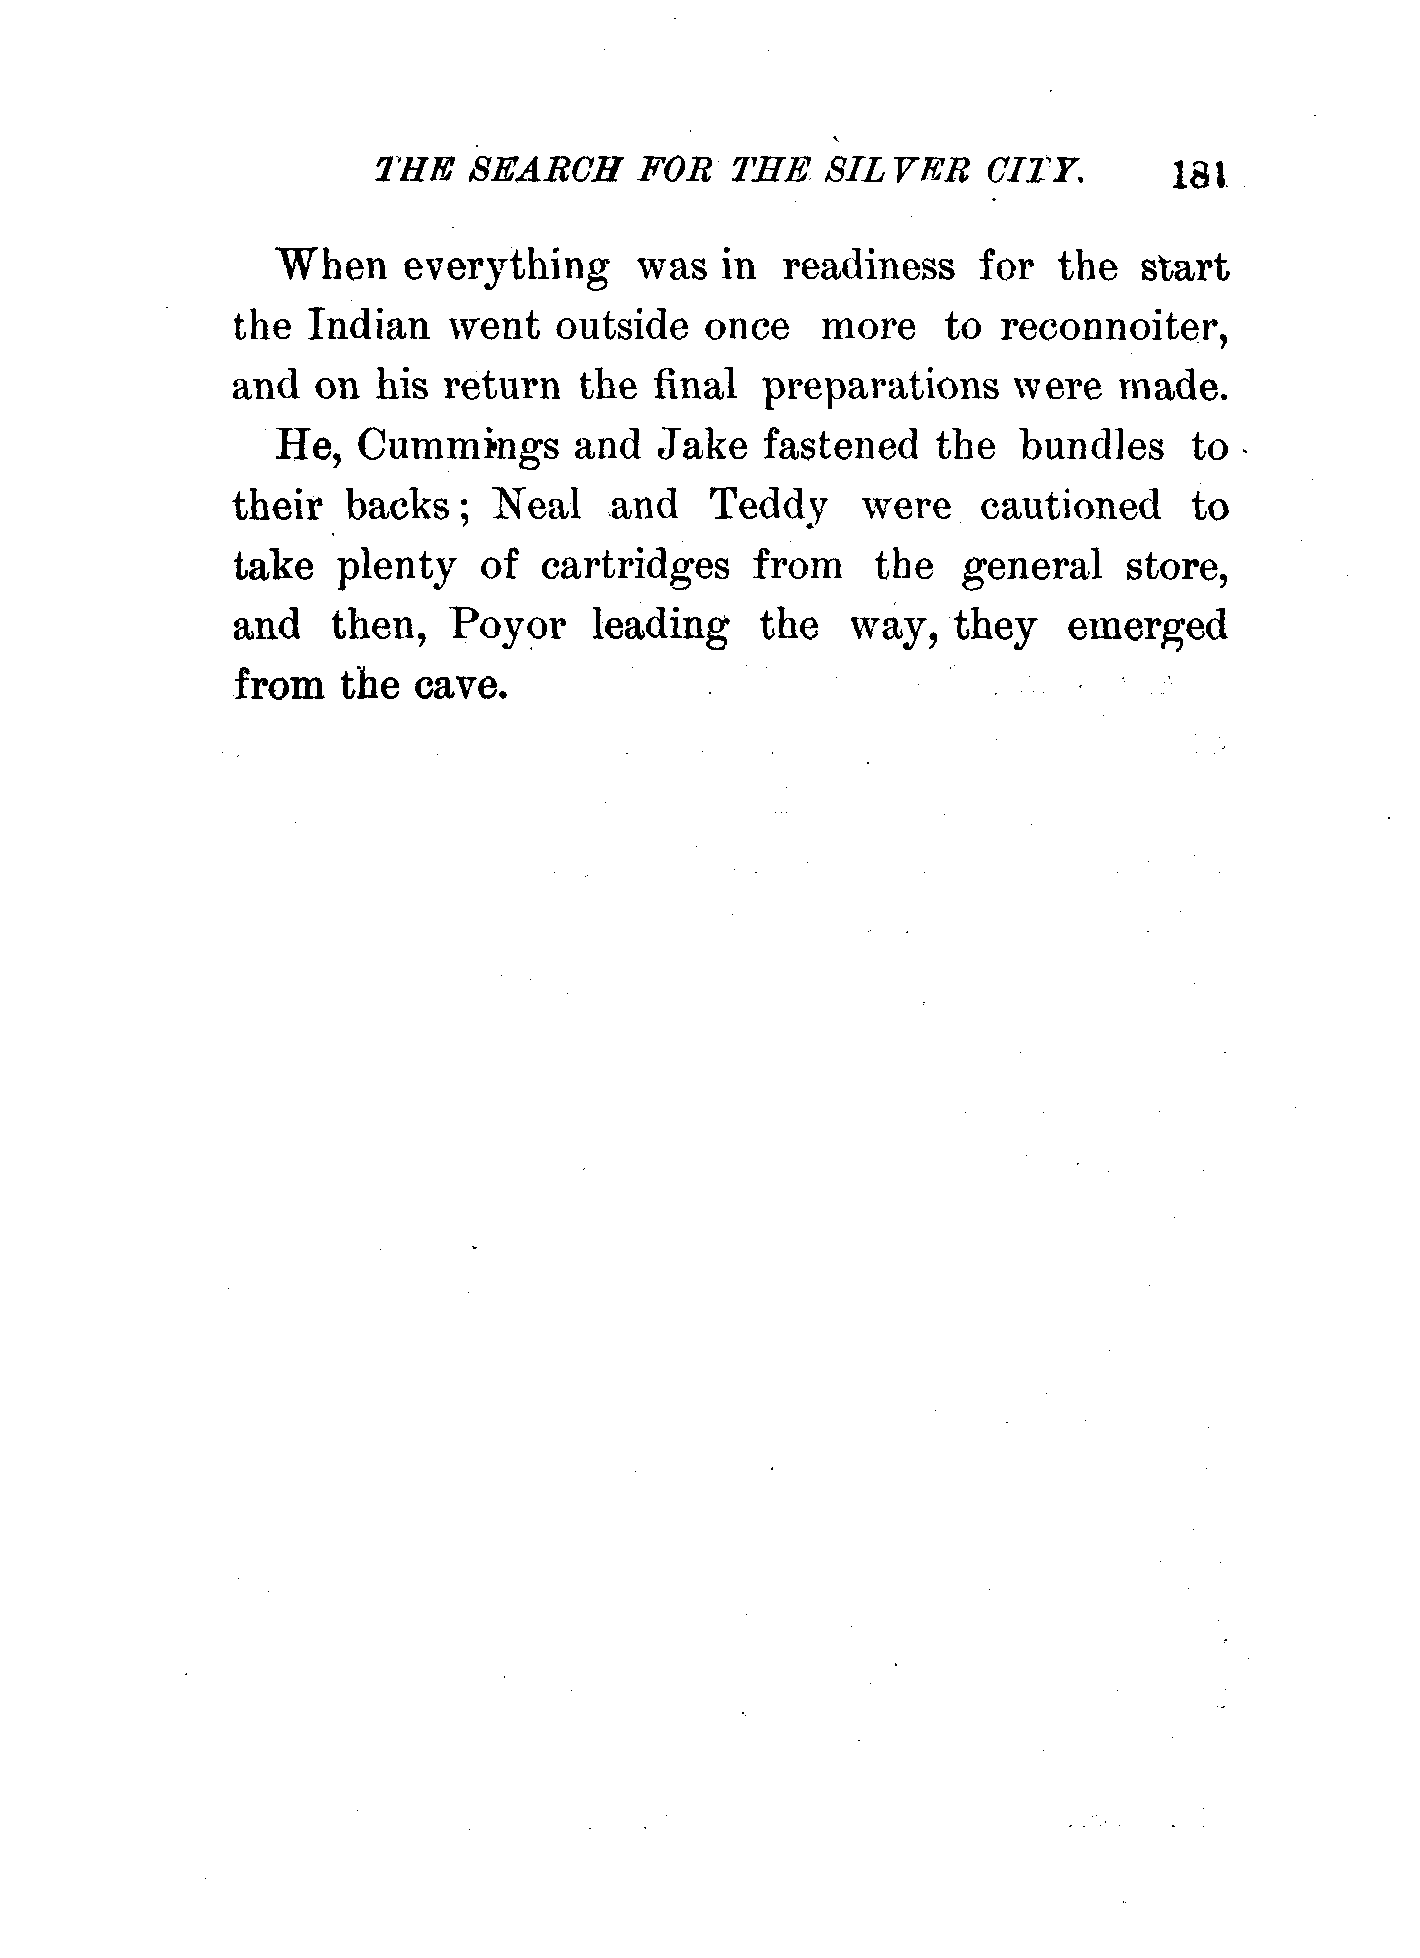 THE SEARCH FOR THE SILVER CITY. 181
When everything was in readiness for the start
the Indian went outside once more to reconnoiter,
and on his return the final preparations were made.
He, Cummings and Jake fastened the bundles to
their backs; Neal and Teddy were cautioned to
take plenty of cartridges from the general store,
and then, Poyor leading the way, they emerged
from the cave.